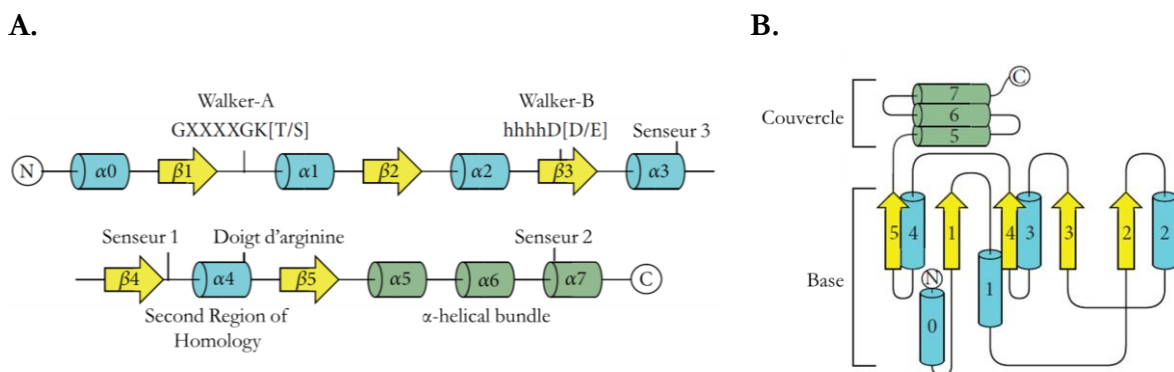 A.
Walker-A
GXXXXGK[T/S]
Walker-B
hhhhD[D/E]
Senseur 3
N
α0
β1
α1
β2
α2
β3
α3
Senseur 1
Doigt d'arginine
Senseur 2
β4
α4
β5
α5
α6
α7
C
Second Region of
Homology
α-helical bundle
B.
Couvercle
C
7
6
5
Base
5
4
1
4
3
3
2
2
N
1
0